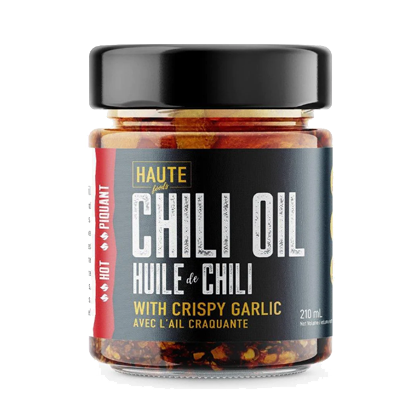 HAUTE
foods
CHILI OIL
HUILE de CHILI
WITH CRISPY GARLIC
AVEC L'AIL CRAQUANTE
210 mL
HOT PIQUANT